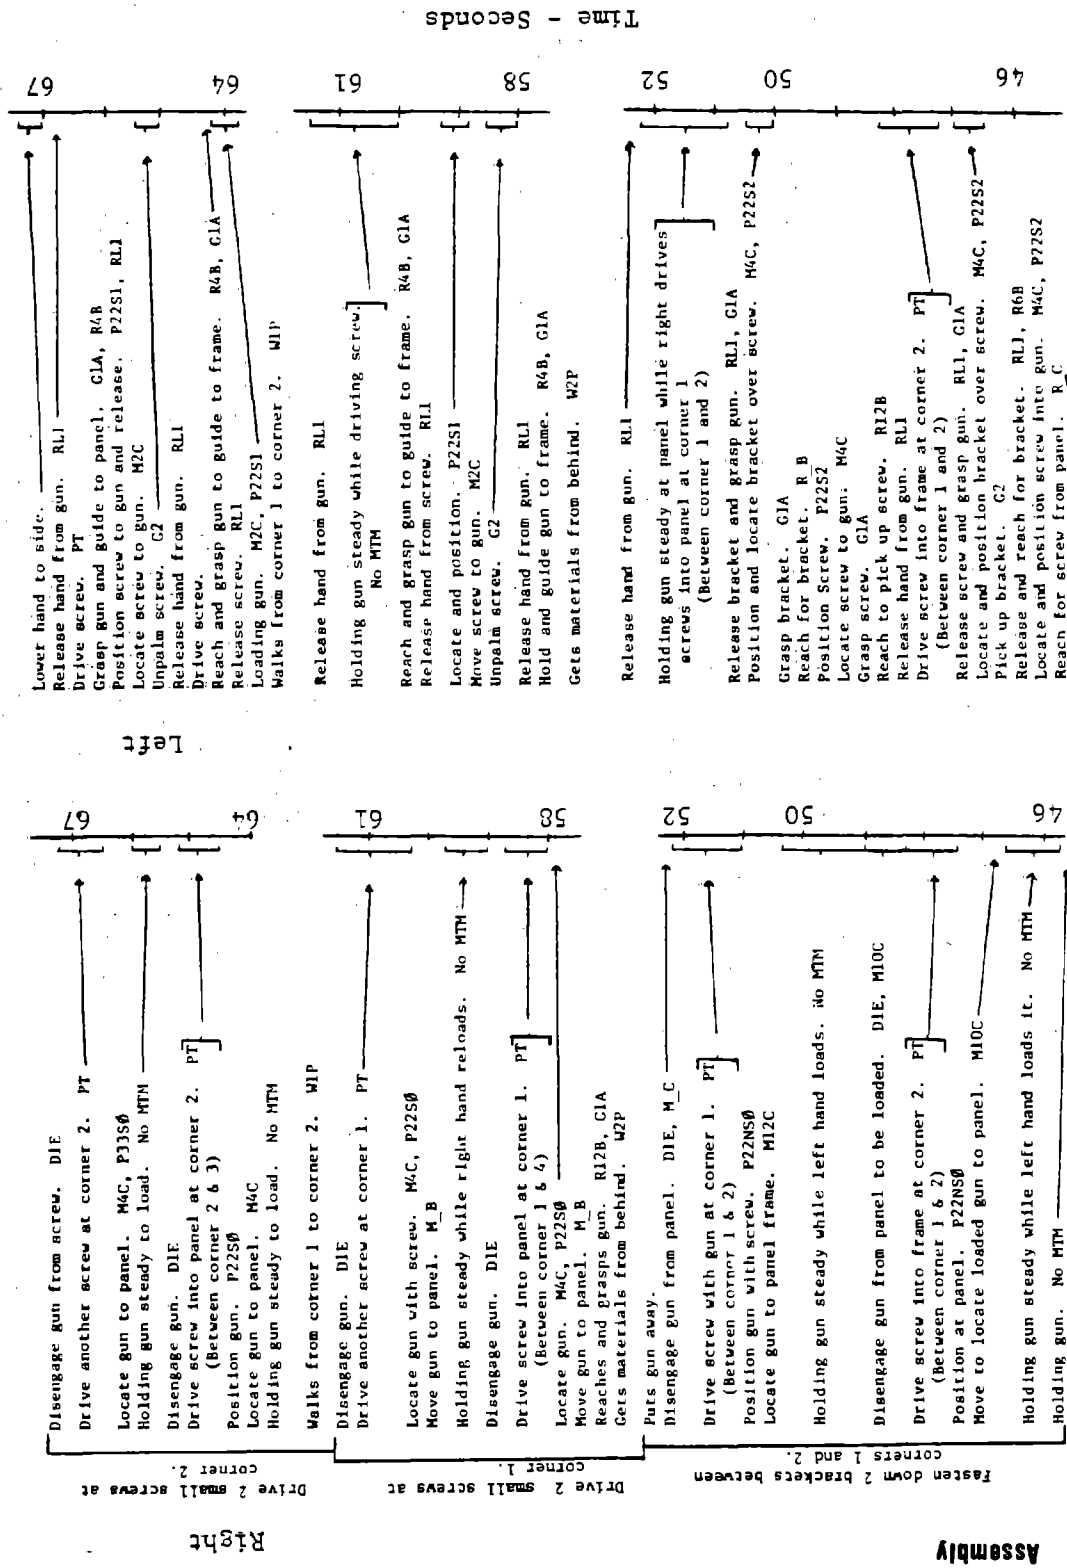 Assembly
Right
Drive 2 small screws at
corner 2.
Drive 2 small screws at
corner 1.
Fasten down 2 brackets between
corners 1 and 2.
Disengage gun from screw. D1E
Drive another screw at corner 2. PT
Locate gun to panel. M4C, P33SØ
Holding gun steady to load. No MTM
Disengage gun. D1E
Drive screw into panel at corner 2. PT
(Between corner 2 & 3)
Position gun. P22SØ
Locate gun to panel. M4C
Holding gun steady to load. No MTM
Walks from corner 1 to corner 2. W1P
Disengage gun. D1E
Drive another screw at corner 1. PT
Locate gun with screw. M4C, P22SØ
Move gun to panel. M_B
Holding gun steady while right hand reloads. No MTM
Disengage gun. D1E
Drive screw into panel at corner 1. PT
(Between corner 1 & 4)
Locate gun. M4C, P22SØ
Move gun to panel. M_B
Reaches and grasps gun. R12B, G1A
Gets materials from behind. W2P
Puts gun away.
Disengage gun from panel. D1E, M_C
Drive screw with gun at corner 1. PT
(Between corner 1 & 2)
Position gun with screw. P22NSØ
Locate gun to panel frame. M12C
Holding gun steady while left hand loads. No MTM
Disengage gun from panel to be loaded. D1E, M10C
Drive screw into frame at corner 2. PT
(Between corner 1 & 2)
Position at panel. P22NSØ
Move to locate loaded gun to panel. M10C
Holding gun steady while left hand loads it. No MTM
Holding gun. No MTM
67
64
61
58
52
50
46
Left
Lower hand to side.
Release hand from gun. RL1
Drive screw. PT
Grasp gun and guide to panel. G1A, R4B
Position screw to gun and release. P22S1, RL1
Locate screw to gun. M2C
Unpalm screw. G2
Release hand from gun. RL1
Drive screw.
Reach and grasp gun to guide to frame. R4B, G1A
Release screw. RL1
Loading gun. M2C, P22S1
Walks from corner 1 to corner 2. W1P
Release hand from gun. RL1
Holding gun steady while driving screw.
No MTM
Reach and grasp gun to guide to frame. R4B, G1A
Release hand from screw. RL1
Locate and position. P22S1
Move screw to gun. M2C
Unpalm screw. G2
Release hand from gun. RL1
Hold and guide gun to frame. R4B, G1A
Gets materials from behind. W2P
Release hand from gun. RL1
Holding gun steady at panel while right drives
screws into panel at corner 1
(Between corner 1 and 2)
Release bracket and grasp gun. RL1, G1A
Position and locate bracket over screw. M4C, P22S2
Grasp bracket. G1A
Reach for bracket. R_B
Position Screw. P22S2
Locate screw to gun. M4C
Grasp screw. G1A
Reach to pick up screw. R12B
Release hand from gun. RL1
Drive screw into frame at corner 2. PT
(Between corner 1 and 2)
Release screw and grasp gun. RL1, G1A
Locate and position bracket over screw. M4C, P22S2
Pick up bracket. G2
Release and reach for bracket. RL1, R6B
Locate and position screw into gun. M4C, P22S2
Reach for screw from panel. R_C
67
64
61
58
52
50
46
Time - Seconds